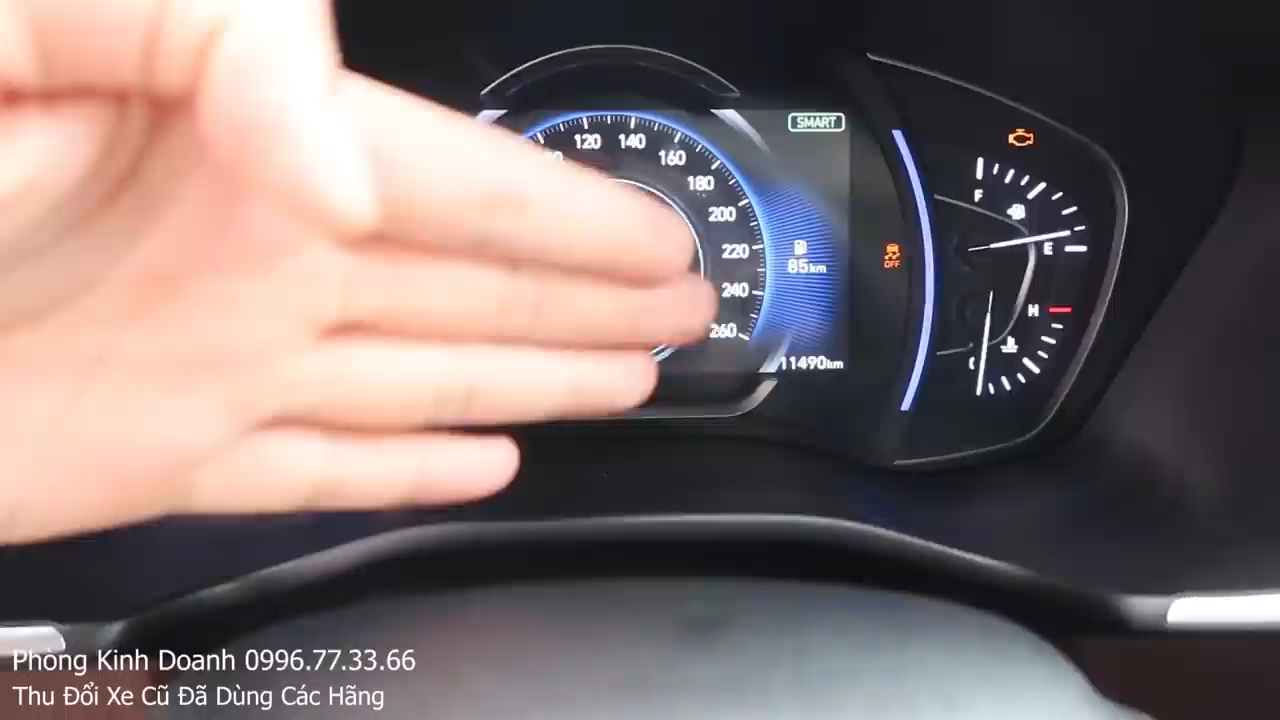 SMART
120
140
160
180
200
220
240
260
F
E
85km
OFF
H
C
11490km
Phòng Kinh Doanh 0996.77.33.66
Thu Đổi Xe Cũ Đã Dùng Các Hãng